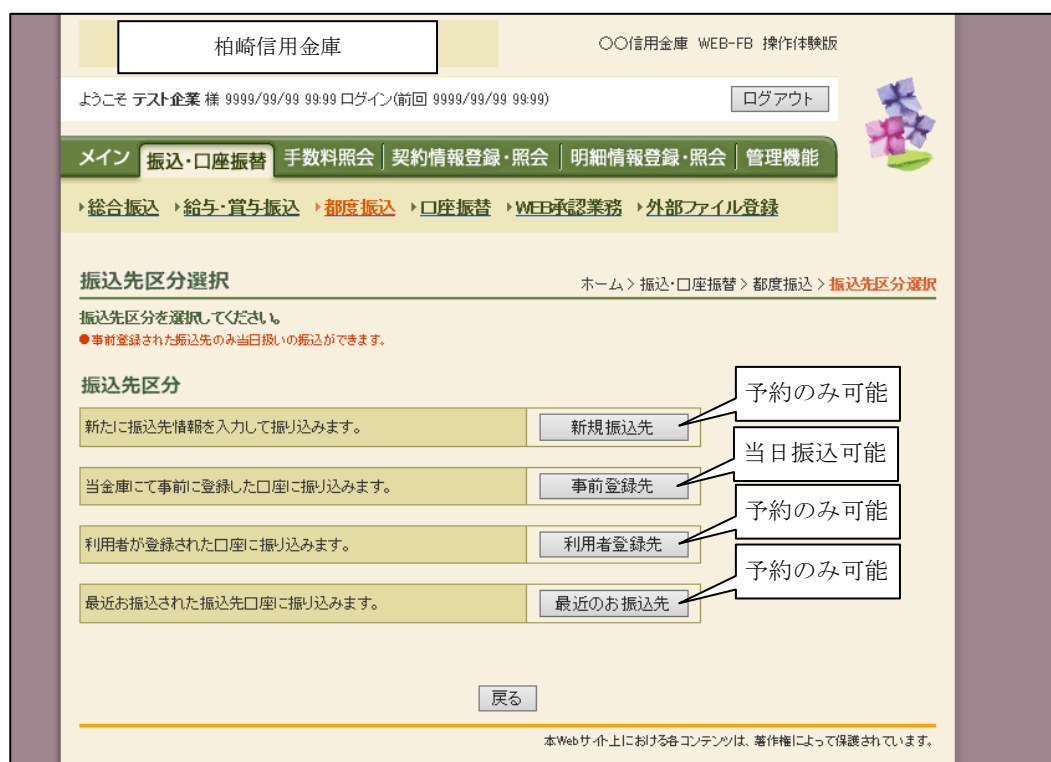 柏崎信用金庫
〇〇信用金庫 WEB-FB 操作体験版
ようこそ テスト企業 様 9999/99/99 99:99 ログイン(前回 9999/99/99 99:99)
ログアウト
メイン 振込・口座振替 手数料照会 契約情報登録・照会 明細情報登録・照会 管理機能
総合振込 給与・賞与振込 都度振込 口座振替 WEB承認業務 外部ファイル登録
振込先区分選択
ホーム > 振込・口座振替 > 都度振込 > 振込先区分選択
振込先区分を選択してください。
●事前登録された振込先のみ当日扱いの振込ができます。
振込先区分
予約のみ可能
新たに振込先情報を入力して振り込みます。 新規振込先
当日振込可能
当金庫にて事前に登録した口座に振り込みます。 事前登録先
予約のみ可能
利用者が登録された口座に振り込みます。 利用者登録先
予約のみ可能
最近お振込された振込先口座に振り込みます。 最近のお振込先
戻る
本Webサイト上における各コンテンツは、著作権によって保護されています。